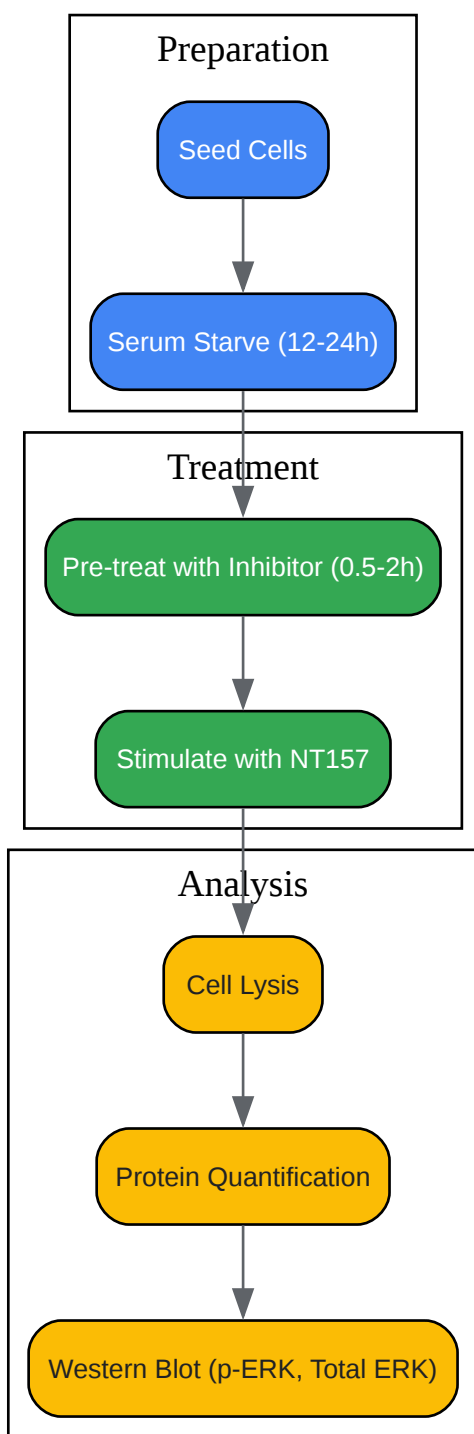 Preparation
Seed Cells
Serum Starve (12-24h)
Treatment
Pre-treat with Inhibitor (0.5-2h)
Stimulate with NT157
Analysis
Cell Lysis
Protein Quantification
Western Blot (p-ERK, Total ERK)